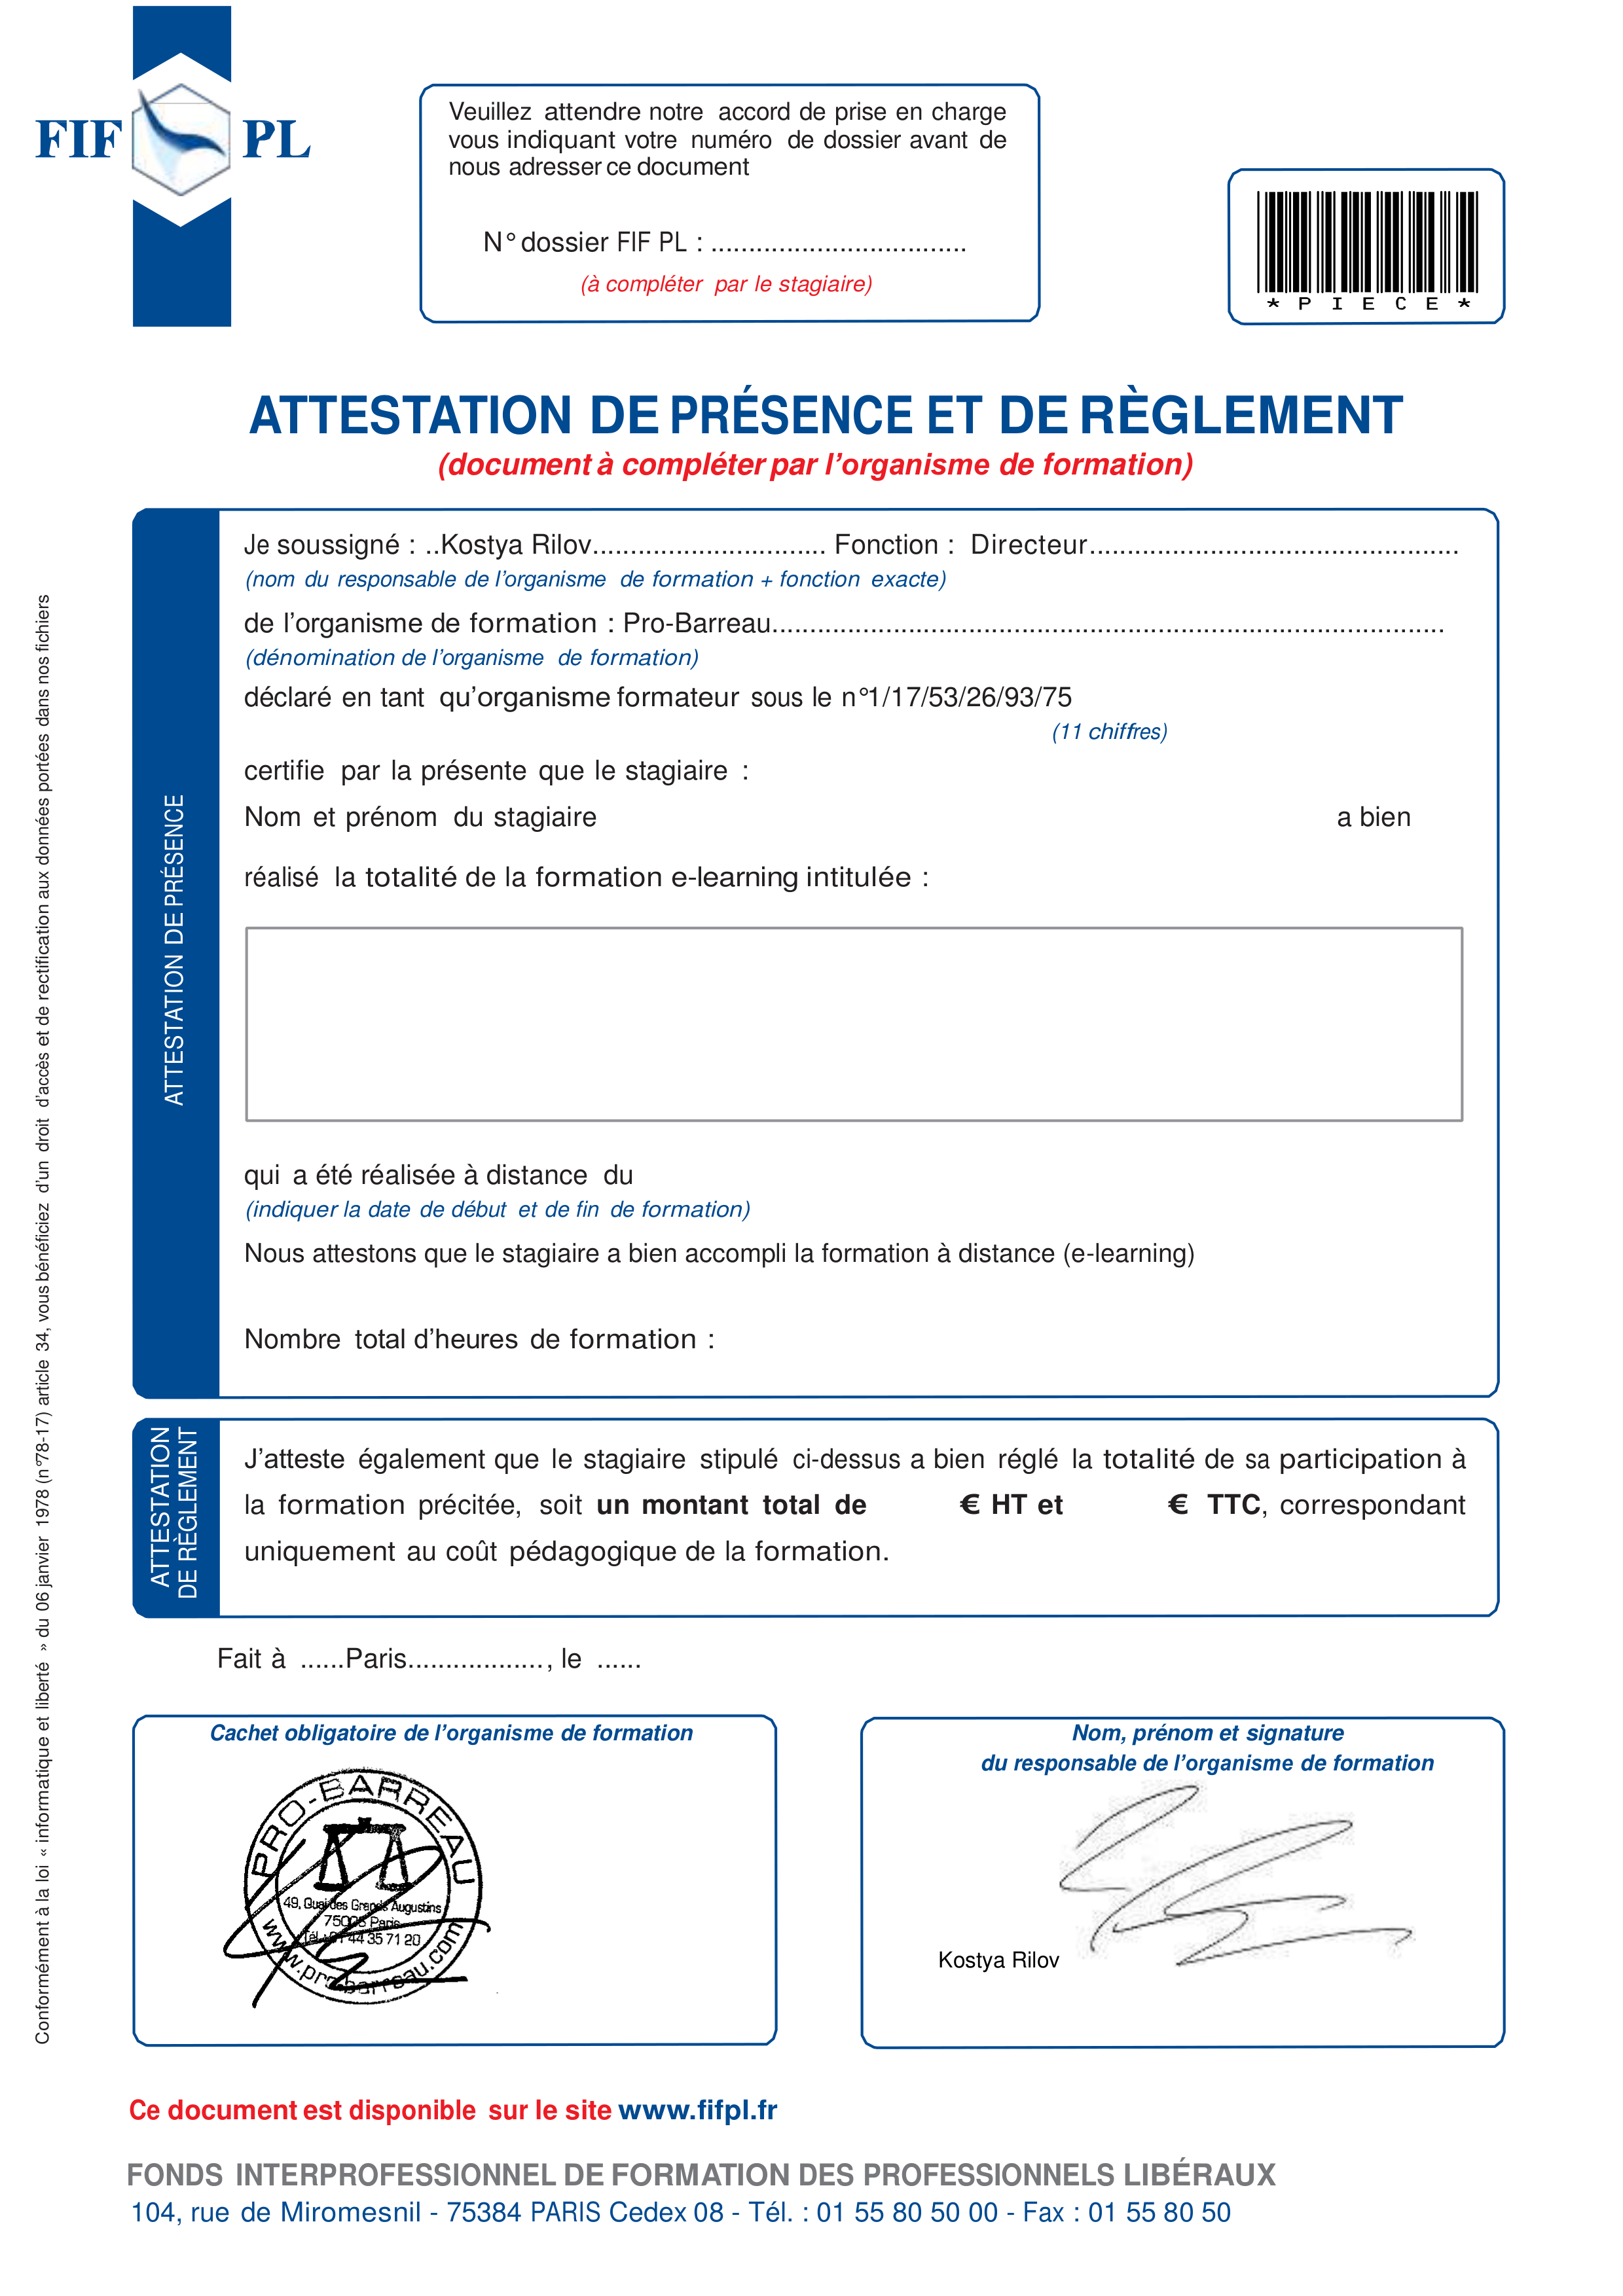 FIF PL
Veuillez attendre notre accord de prise en charge
vous indiquant votre numéro de dossier avant de
nous adresser ce document
N° dossier FIF PL : ..................................
(à compléter par le stagiaire)
* P I E C E *
ATTESTATION DE PRÉSENCE ET DE RÈGLEMENT
(document à compléter par l'organisme de formation)
ATTESTATION DE PRÉSENCE
Je soussigné : ..Kostya Rilov............................... Fonction : Directeur.................................................
(nom du responsable de l'organisme de formation + fonction exacte)
de l'organisme de formation : Pro-Barreau.........................................................................................
(dénomination de l'organisme de formation)
déclaré en tant qu'organisme formateur sous le n°1/17/53/26/93/75
(11 chiffres)
certifie par la présente que le stagiaire :
Nom et prénom du stagiaire a bien
réalisé la totalité de la formation e-learning intitulée :
qui a été réalisée à distance du
(indiquer la date de début et de fin de formation)
Nous attestons que le stagiaire a bien accompli la formation à distance (e-learning)
Nombre total d'heures de formation :
ATTESTATION
DE RÈGLEMENT
J'atteste également que le stagiaire stipulé ci-dessus a bien réglé la totalité de sa participation à
la formation précitée, soit un montant total de € HT et € TTC, correspondant
uniquement au coût pédagogique de la formation.
Fait à ......Paris.................., le ......
Cachet obligatoire de l'organisme de formation
PRO-BARREAU
49, Quai des Grands Augustins
75006 Paris
Tél.: 01 44 35 71 20
www.pro-barreau.com
Nom, prénom et signature
du responsable de l'organisme de formation
Kostya Rilov
Conformément à la loi « informatique et liberté » du 06 janvier 1978 (n°78-17) article 34, vous bénéficiez d'un droit d'accès et de rectification aux données portées dans nos fichiers
Ce document est disponible sur le site www.fifpl.fr
FONDS INTERPROFESSIONNEL DE FORMATION DES PROFESSIONNELS LIBÉRAUX
104, rue de Miromesnil - 75384 PARIS Cedex 08 - Tél. : 01 55 80 50 00 - Fax : 01 55 80 50